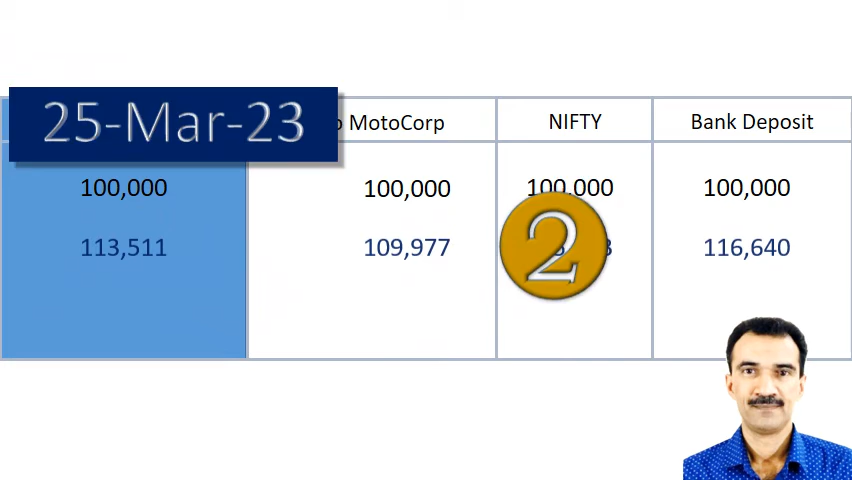 25-Mar-23
MotoCorp NIFTY Bank Deposit
100,000 100,000 100,000 100,000
113,511 109,977 116,640
2